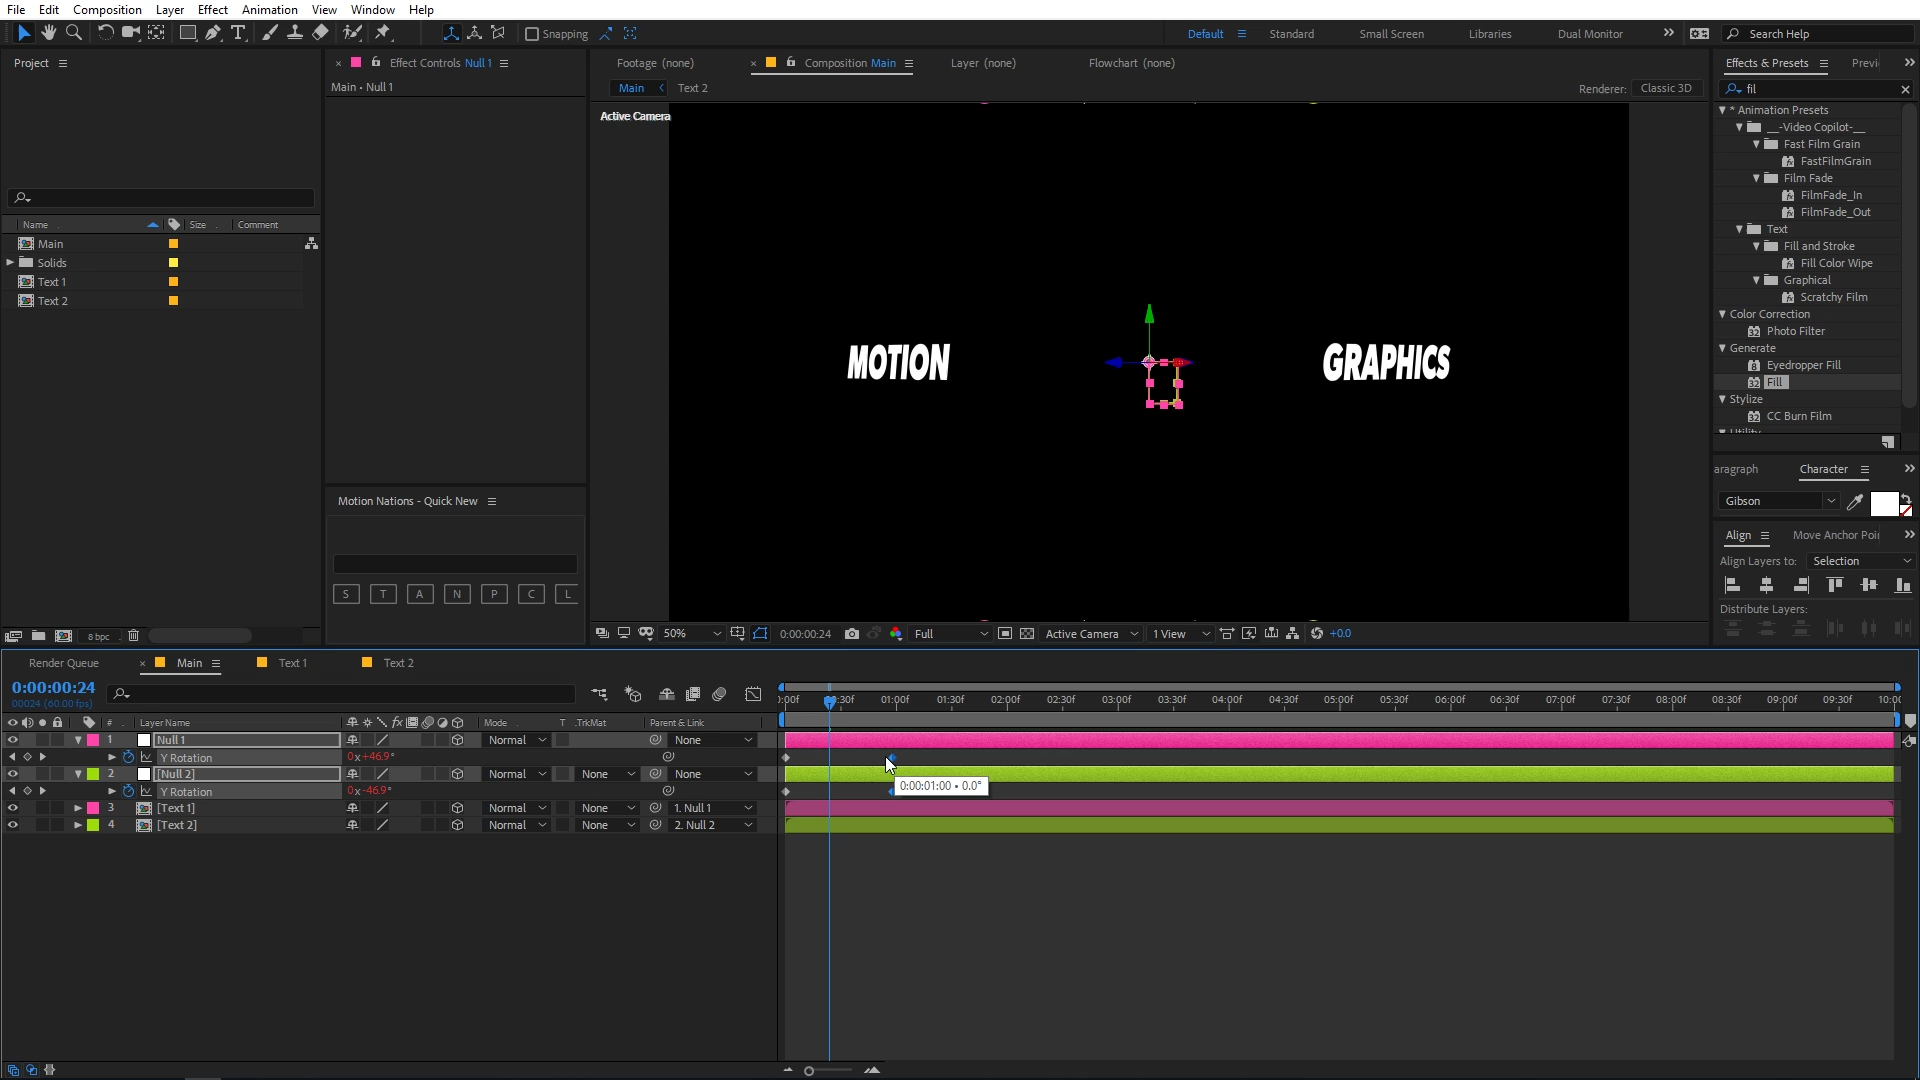 File Edit Composition Layer Effect Animation View Window Help
Snapping Default Standard Small Screen Libraries Dual Monitor Search Help
Project
Effect Controls Null 1
Main • Null 1
Footage (none) Composition Main Layer (none) Flowchart (none)
Main Text 2 Renderer: Classic 3D
Active Camera
MOTION
GRAPHICS
Name Size Comment
Main
Solids
Text 1
Text 2
Motion Nations - Quick New
S T A N P C L
8 bpc
50% 0:00:00:24 Full Active Camera 1 View +0.0
Effects & Presets
fil
* Animation Presets
__-Video Copilot-__
Fast Film Grain
FastFilmGrain
Film Fade
FilmFade_In
FilmFade_Out
Text
Fill and Stroke
Fill Color Wipe
Graphical
Scratchy Film
Color Correction
Photo Filter
Generate
Eyedropper Fill
Fill
Stylize
CC Burn Film
aragraph Character
Gibson
Align Move Anchor Poi
Align Layers to: Selection
Distribute Layers:
Render Queue Main Text 1 Text 2
0:00:00:24
00024 (60.00 fps)
# Layer Name Mode T .TrkMat Parent & Link
:00f 01:00f 01:30f 02:00f 02:30f 03:00f 03:30f 04:00f 04:30f 05:00f 05:30f 06:00f 06:30f 07:00f 07:30f 08:00f 08:30f 09:00f 09:30f 10:00
1 Null 1 Normal None
Y Rotation 0x+46.9°
2 [Null 2] Normal None None
Y Rotation 0x-46.9°
0:00:01:00 • 0.0°
3 [Text 1] Normal None 1. Null 1
4 [Text 2] Normal None 2. Null 2